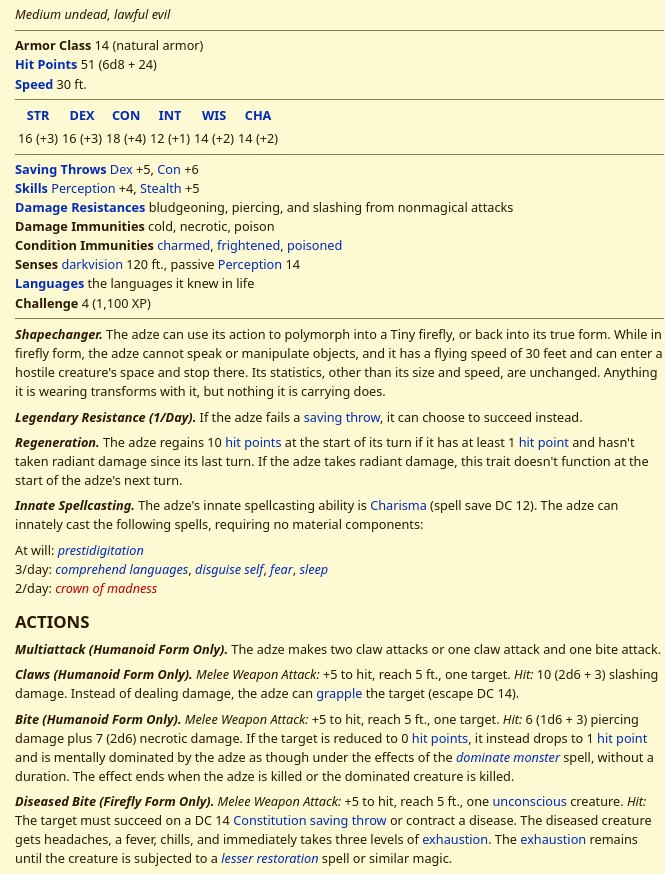 Medium undead, lawful evil
Armor Class 14 (natural armor)
Hit Points 51 (6d8 + 24)
Speed 30 ft.
STR DEX CON INT WIS CHA
16 (+3) 16 (+3) 18 (+4) 12 (+1) 14 (+2) 14 (+2)
Saving Throws Dex +5, Con +6
Skills Perception +4, Stealth +5
Damage Resistances bludgeoning, piercing, and slashing from nonmagical attacks
Damage Immunities cold, necrotic, poison
Condition Immunities charmed, frightened, poisoned
Senses darkvision 120 ft., passive Perception 14
Languages the languages it knew in life
Challenge 4 (1,100 XP)
Shapechanger. The adze can use its action to polymorph into a Tiny firefly, or back into its true form. While in
firefly form, the adze cannot speak or manipulate objects, and it has a flying speed of 30 feet and can enter a
hostile creature's space and stop there. Its statistics, other than its size and speed, are unchanged. Anything
it is wearing transforms with it, but nothing it is carrying does.
Legendary Resistance (1/Day). If the adze fails a saving throw, it can choose to succeed instead.
Regeneration. The adze regains 10 hit points at the start of its turn if it has at least 1 hit point and hasn't
taken radiant damage since its last turn. If the adze takes radiant damage, this trait doesn't function at the
start of the adze's next turn.
Innate Spellcasting. The adze's innate spellcasting ability is Charisma (spell save DC 12). The adze can
innately cast the following spells, requiring no material components:
At will: prestidigitation
3/day: comprehend languages, disguise self, fear, sleep
2/day: crown of madness
ACTIONS
Multiattack (Humanoid Form Only). The adze makes two claw attacks or one claw attack and one bite attack.
Claws (Humanoid Form Only). Melee Weapon Attack: +5 to hit, reach 5 ft., one target. Hit: 10 (2d6 + 3) slashing
damage. Instead of dealing damage, the adze can grapple the target (escape DC 14).
Bite (Humanoid Form Only). Melee Weapon Attack: +5 to hit, reach 5 ft., one target. Hit: 6 (1d6 + 3) piercing
damage plus 7 (2d6) necrotic damage. If the target is reduced to 0 hit points, it instead drops to 1 hit point
and is mentally dominated by the adze as though under the effects of the dominate monster spell, without a
duration. The effect ends when the adze is killed or the dominated creature is killed.
Diseased Bite (Firefly Form Only). Melee Weapon Attack: +5 to hit, reach 5 ft., one unconscious creature. Hit:
The target must succeed on a DC 14 Constitution saving throw or contract a disease. The diseased creature
gets headaches, a fever, chills, and immediately takes three levels of exhaustion. The exhaustion remains
until the creature is subjected to a lesser restoration spell or similar magic.